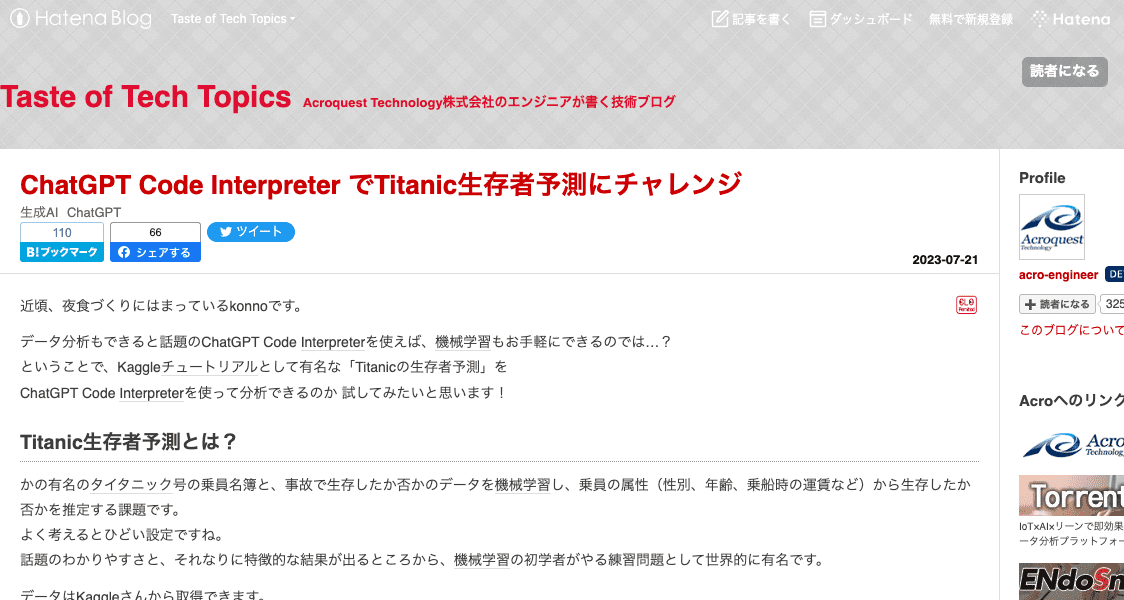 Hatena Blog Taste of Tech Topics 記事を書く ダッシュボード 無料で新規登録 Hatena
読者になる
Taste of Tech Topics Acroquest Technology株式会社のエンジニアが書く技術ブログ
ChatGPT Code Interpreter でTitanic生存者予測にチャレンジ
生成AI ChatGPT
110 66 ツイート
B!ブックマーク シェアする
2023-07-21
近頃、夜食づくりにはまっているkonnoです。
データ分析もできると話題のChatGPT Code Interpreterを使えば、機械学習もお手軽にできるのでは…？
ということで、Kaggleチュートリアルとして有名な「Titanicの生存者予測」を
ChatGPT Code Interpreterを使って分析できるのか 試してみたいと思います！
Titanic生存者予測とは？
かの有名のタイタニック号の乗員名簿と、事故で生存したか否かのデータを機械学習し、乗員の属性（性別、年齢、乗船時の運賃など）から生存したか
否かを推定する課題です。
よく考えるとひどい設定ですね。
話題のわかりやすさと、それなりに特徴的な結果が出るところから、機械学習の初学者がやる練習問題として世界的に有名です。
データはKaggleさんから取得できます。
Profile
Acroquest
Technology
acro-engineer DE
読者になる 325
このブログについて
Acroへのリンク
Acro
Technology
Torrent
IoT×AI×リーンで即効果
ータ分析プラットフォー
ENdoSn